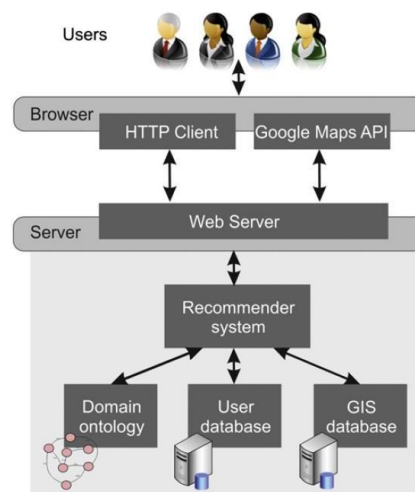 Users
Browser
HTTP Client
Google Maps API
Web Server
Server
Recommender
system
Domain
ontology
User
database
GIS
database